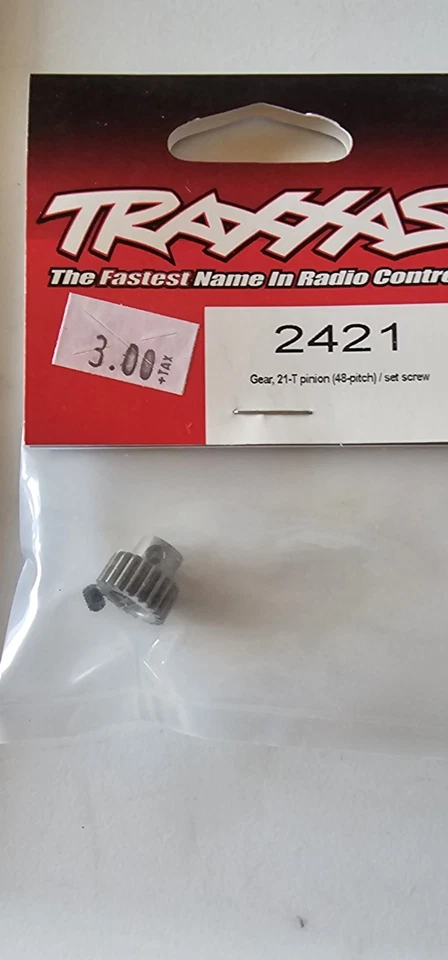 TRAXXAS
The Fastest Name In Radio Contro
3.00 + TAX
2421
Gear, 21-T pinion (48-pitch) / set screw